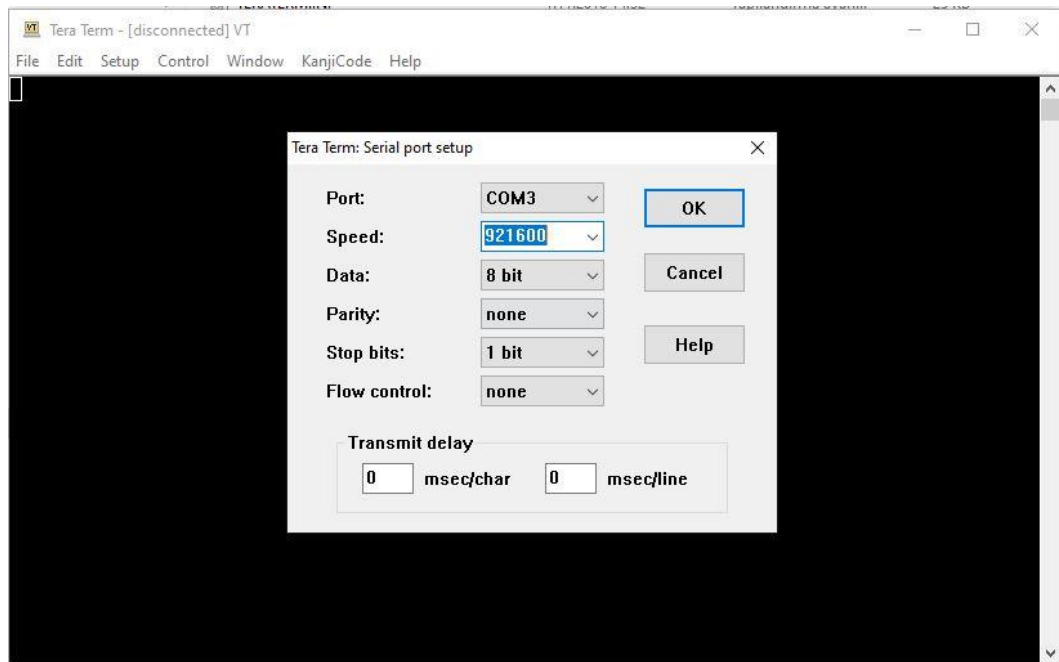 VT Tera Term - [disconnected] VT
File Edit Setup Control Window KanjiCode Help
Tera Term: Serial port setup
Port: COM3 OK
Speed: 921600
Data: 8 bit Cancel
Parity: none
Stop bits: 1 bit Help
Flow control: none
Transmit delay
0 msec/char 0 msec/line